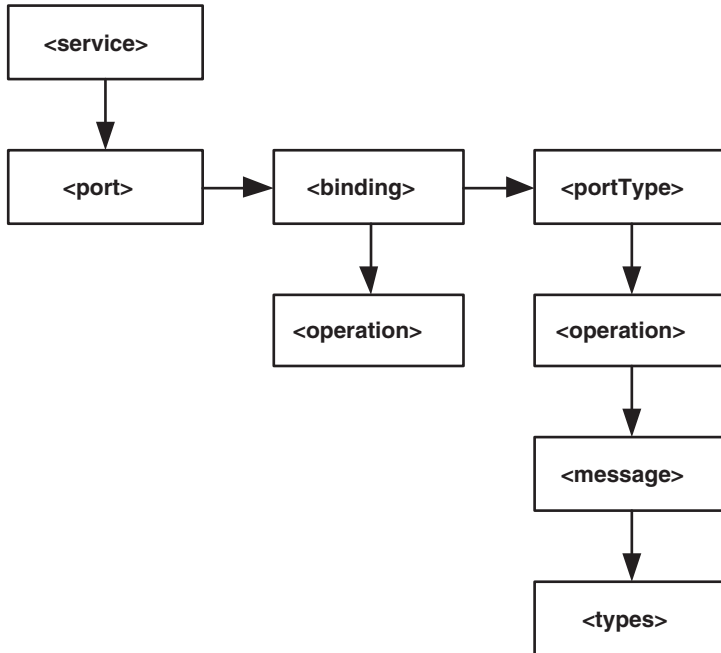 <service>
<port>
<binding>
<portType>
<operation>
<operation>
<message>
<types>